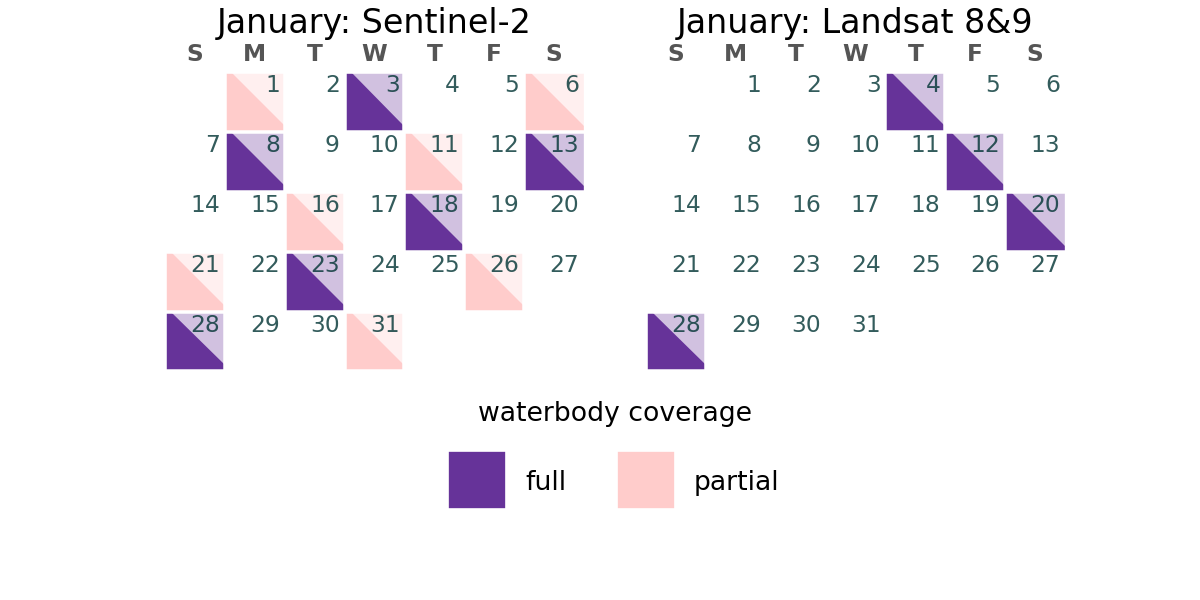 January: Sentinel-2
S M T W T F S
1 2 3 4 5 6
7 8 9 10 11 12 13
14 15 16 17 18 19 20
21 22 23 24 25 26 27
28 29 30 31
January: Landsat 8&9
S M T W T F S
1 2 3 4 5 6
7 8 9 10 11 12 13
14 15 16 17 18 19 20
21 22 23 24 25 26 27
28 29 30 31
waterbody coverage
full partial